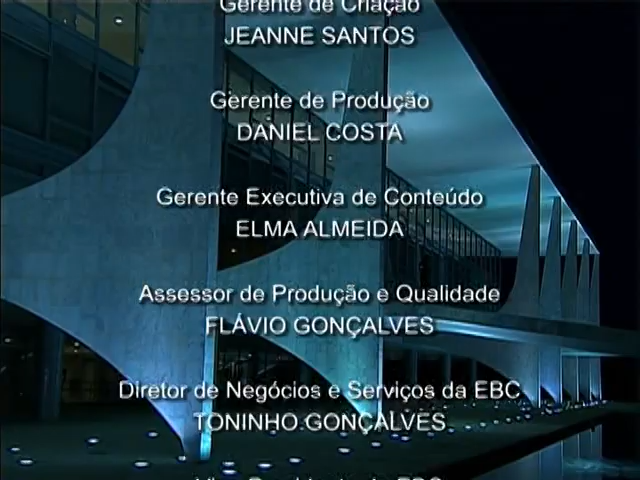 Gerente de Criação
JEANNE SANTOS
Gerente de Produção
DANIEL COSTA
Gerente Executiva de Conteúdo
ELMA ALMEIDA
Assessor de Produção e Qualidade
FLÁVIO GONÇALVES
Diretor de Negócios e Serviços da EBC
TONINHO GONÇALVES